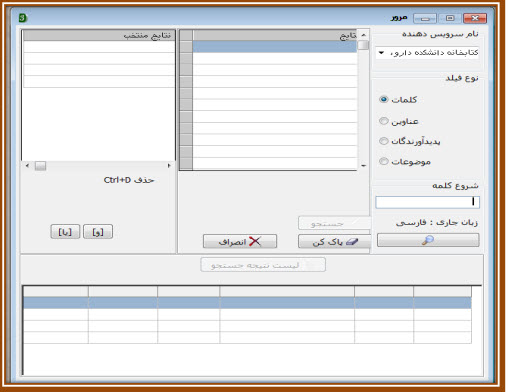 مرور
نام سرویس دهنده
کتابخانه دانشکده دارو،
نوع فیلد
کلمات
عناوین
پدیدآورندگات
موضوعات
شروع کلمه
زبان جاری : فارسی
نتایج
جستجو
پاک کن
انصراف
نتایج منتخب
حذف Ctrl+D
[و]
[یا]
لیست نتیجه جستجو